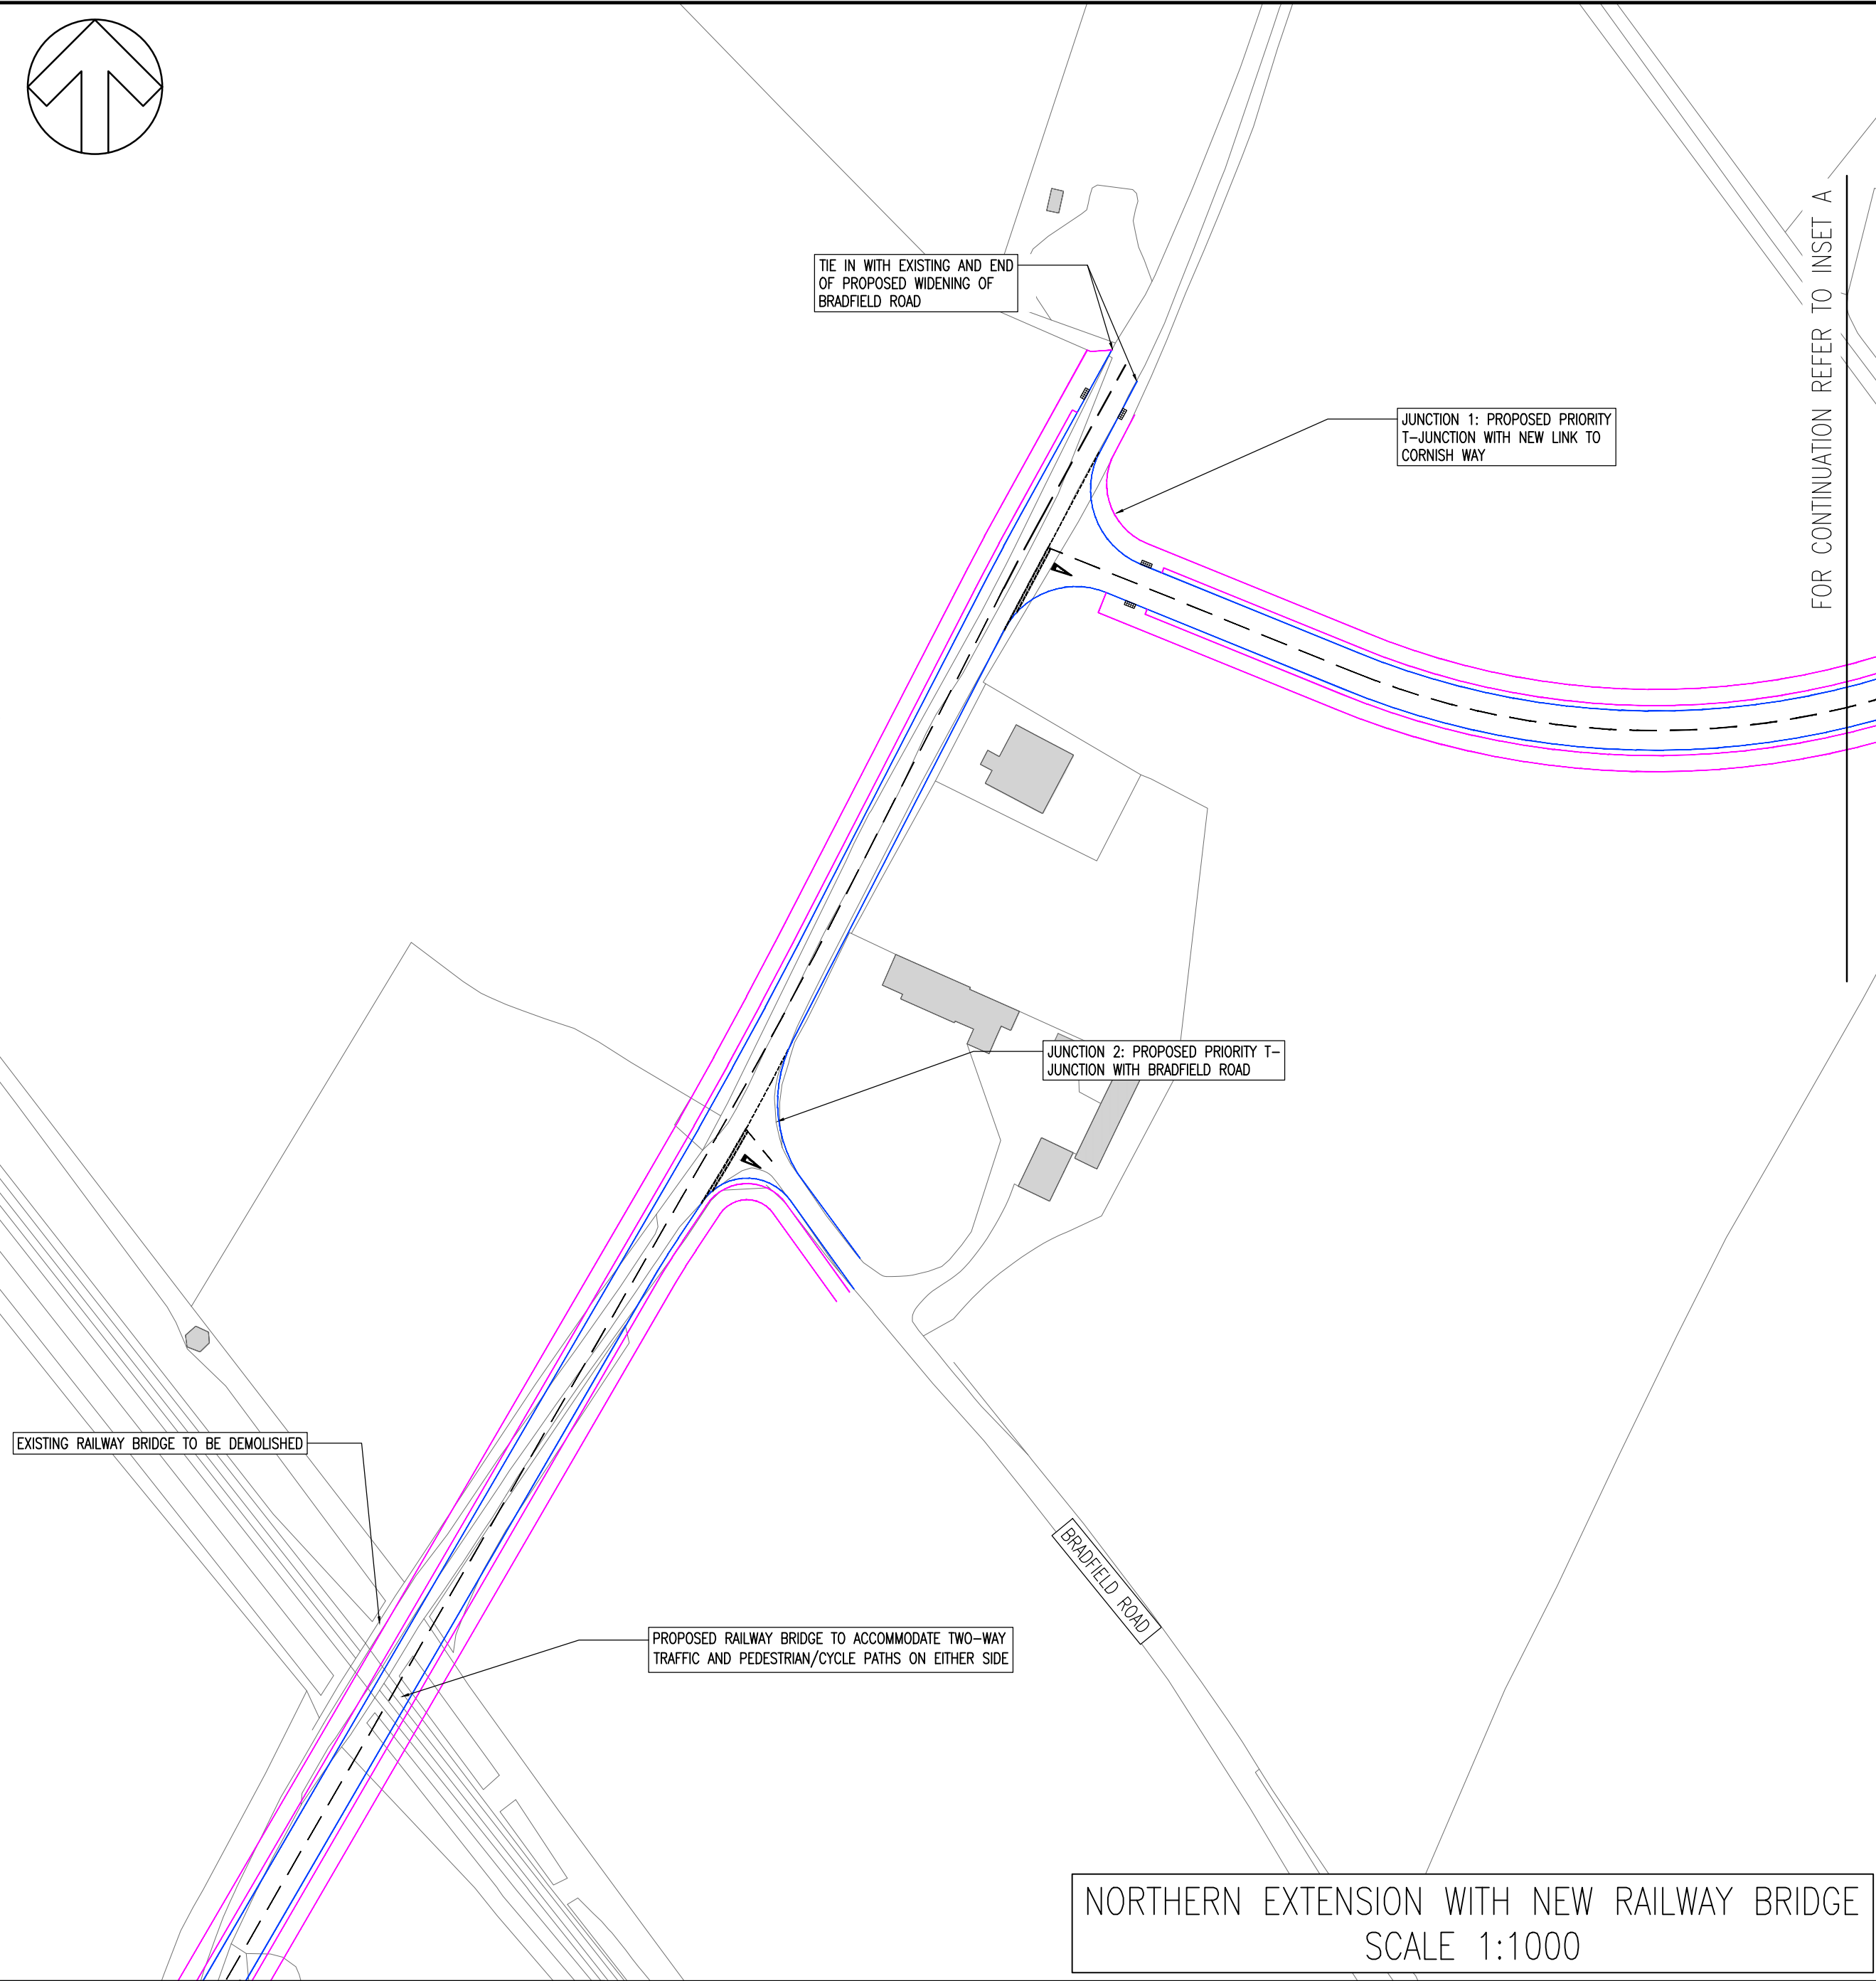 TIE IN WITH EXISTING AND END
OF PROPOSED WIDENING OF
BRADFIELD ROAD
FOR CONTINUATION REFER TO INSET A
JUNCTION 1: PROPOSED PRIORITY
T-JUNCTION WITH NEW LINK TO
CORNISH WAY
JUNCTION 2: PROPOSED PRIORITY T-
JUNCTION WITH BRADFIELD ROAD
EXISTING RAILWAY BRIDGE TO BE DEMOLISHED
BRADFIELD ROAD
PROPOSED RAILWAY BRIDGE TO ACCOMMODATE TWO-WAY
TRAFFIC AND PEDESTRIAN/CYCLE PATHS ON EITHER SIDE
NORTHERN EXTENSION WITH NEW RAILWAY BRIDGE
SCALE 1:1000